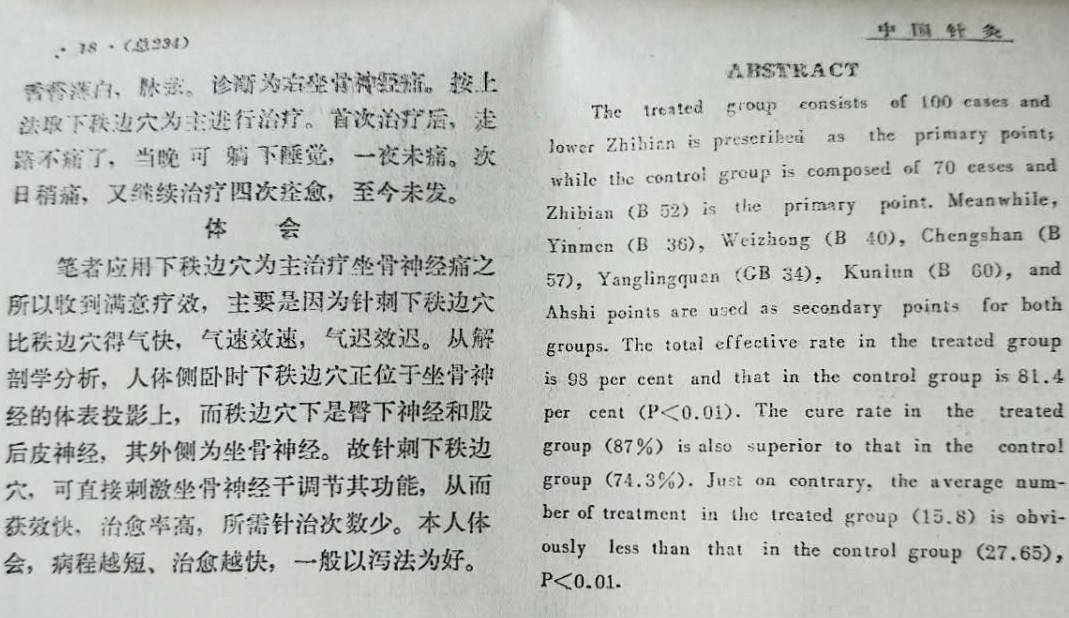 · 18 ·（总234）
中国针灸
苔薄白，脉弦。诊断为右坐骨神经痛。按上
法取下秩边穴为主进行治疗。首次治疗后，走
路不痛了，当晚可躺下睡觉，一夜未痛。次
日稍痛，又继续治疗四次痊愈，至今未发。
体 会
笔者应用下秩边穴为主治疗坐骨神经痛之
所以收到满意疗效，主要是因为针刺下秩边穴
比秩边穴得气快，气速效速，气迟效迟。从解
剖学分析，人体侧卧时下秩边穴正位于坐骨神
经的体表投影上，而秩边穴下是臀下神经和股
后皮神经，其外侧为坐骨神经。故针刺下秩边
穴，可直接刺激坐骨神经干调节其功能，从而
获效快，治愈率高，所需针治次数少。本人体
会，病程越短、治愈越快，一般以泻法为好。
ABSTRACT
The treated group consists of 100 cases and
lower Zhibian is prescribed as the primary point;
while the control group is composed of 70 cases and
Zhibian (B 52) is the primary point. Meanwhile,
Yinmen (B 36), Weizhong (B 40), Chengshan (B
57), Yanglingquan (GB 34), Kunlun (B 60), and
Ahshi points are used as secondary points for both
groups. The total effective rate in the treated group
is 98 per cent and that in the control group is 81.4
per cent (P<0.01). The cure rate in the treated
group (87%) is also superior to that in the control
group (74.3%). Just on contrary, the average num-
ber of treatment in the treated group (15.8) is obvi-
ously less than that in the control group (27.65),
P<0.01.